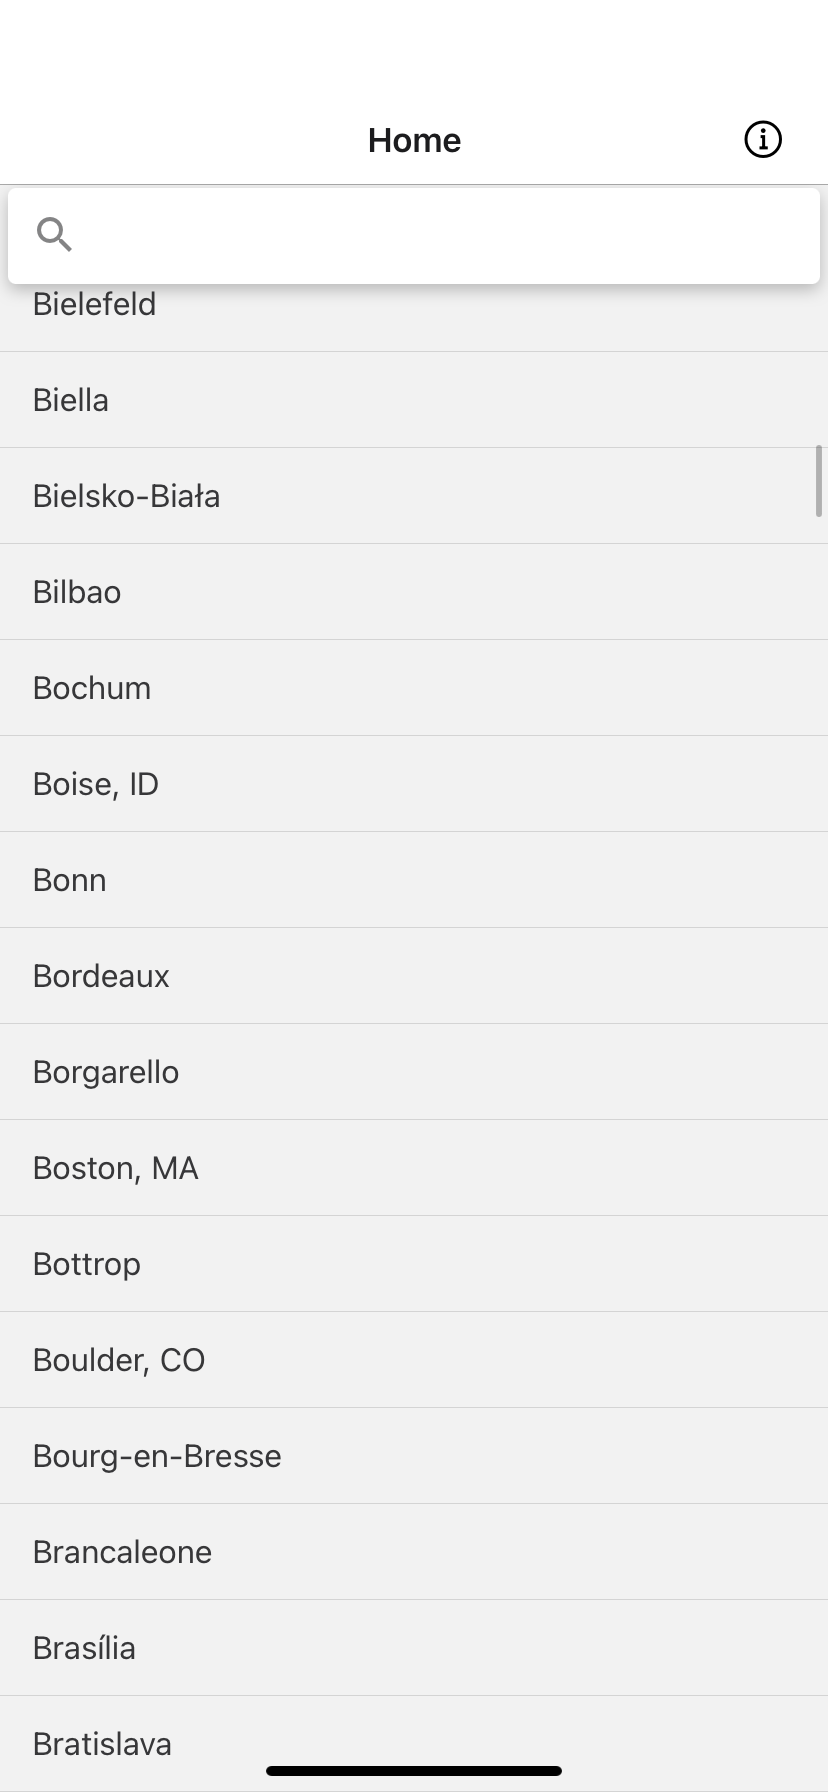 Home
Bielefeld
Biella
Bielsko-Biała
Bilbao
Bochum
Boise, ID
Bonn
Bordeaux
Borgarello
Boston, MA
Bottrop
Boulder, CO
Bourg-en-Bresse
Brancaleone
Brasília
Bratislava